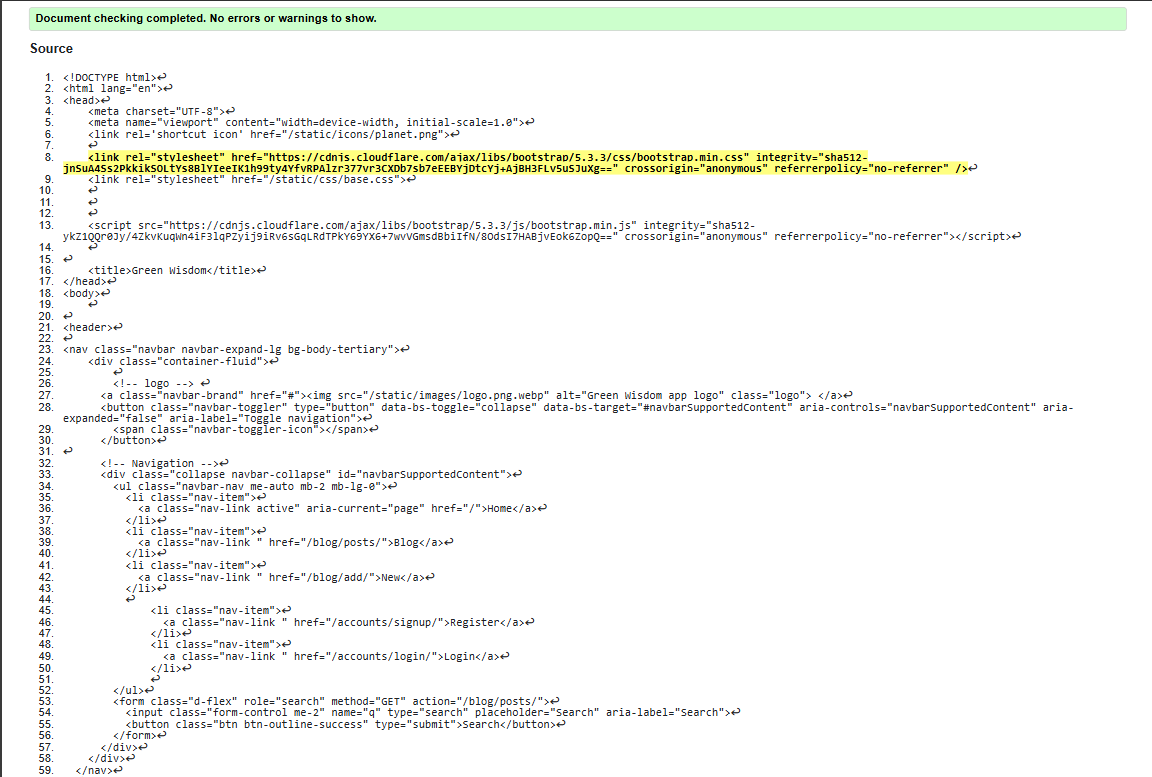 Document checking completed. No errors or warnings to show.
Source
1. <!DOCTYPE html>↩
2. <html lang="en">↩
3. <head>↩
4. <meta charset="UTF-8">↩
5. <meta name="viewport" content="width=device-width, initial-scale=1.0">↩
6. <link rel='shortcut icon' href="/static/icons/planet.png">↩
7. ↩
8. <link rel="stylesheet" href="https://cdnjs.cloudflare.com/ajax/libs/bootstrap/5.3.3/css/bootstrap.min.css" integrity="sha512-
jnSuA4Ss2PkkikSOLtYs8BlYIeeIK1h99ty4YfvRPAlzr377vr3CXDb7sb7eEEBYjDtcYj+AjBH3FLv5uSJuXg==" crossorigin="anonymous" referrerpolicy="no-referrer" />↩
9. <link rel="stylesheet" href="/static/css/base.css">↩
10. ↩
11. ↩
12. ↩
13. <script src="https://cdnjs.cloudflare.com/ajax/libs/bootstrap/5.3.3/js/bootstrap.min.js" integrity="sha512-
ykZ1QQr0Jy/4ZkvKuqWn4iF3lqPZyij9iRv6sGqLRdTPkY69YX6+7wvVGmsdBbiIfN/8OdsI7HABjvEok6ZopQ==" crossorigin="anonymous" referrerpolicy="no-referrer"></script>↩
14. ↩
15. ↩
16. <title>Green Wisdom</title>↩
17. </head>↩
18. <body>↩
19. ↩
20. ↩
21. <header>↩
22. ↩
23. <nav class="navbar navbar-expand-lg bg-body-tertiary">↩
24. <div class="container-fluid">↩
25. ↩
26. <!-- logo --> ↩
27. <a class="navbar-brand" href="#"><img src="/static/images/logo.png.webp" alt="Green Wisdom app logo" class="logo"> </a>↩
28. <button class="navbar-toggler" type="button" data-bs-toggle="collapse" data-bs-target="#navbarSupportedContent" aria-controls="navbarSupportedContent" aria-
expanded="false" aria-label="Toggle navigation">↩
29. <span class="navbar-toggler-icon"></span>↩
30. </button>↩
31. ↩
32. <!-- Navigation -->↩
33. <div class="collapse navbar-collapse" id="navbarSupportedContent">↩
34. <ul class="navbar-nav me-auto mb-2 mb-lg-0">↩
35. <li class="nav-item">↩
36. <a class="nav-link active" aria-current="page" href="/">Home</a>↩
37. </li>↩
38. <li class="nav-item">↩
39. <a class="nav-link " href="/blog/posts/">Blog</a>↩
40. </li>↩
41. <li class="nav-item">↩
42. <a class="nav-link " href="/blog/add/">New</a>↩
43. </li>↩
44. ↩
45. <li class="nav-item">↩
46. <a class="nav-link " href="/accounts/signup/">Register</a>↩
47. </li>↩
48. <li class="nav-item">↩
49. <a class="nav-link " href="/accounts/login/">Login</a>↩
50. </li>↩
51. ↩
52. </ul>↩
53. <form class="d-flex" role="search" method="GET" action="/blog/posts/">↩
54. <input class="form-control me-2" name="q" type="search" placeholder="Search" aria-label="Search">↩
55. <button class="btn btn-outline-success" type="submit">Search</button>↩
56. </form>↩
57. </div>↩
58. </div>↩
59. </nav>↩